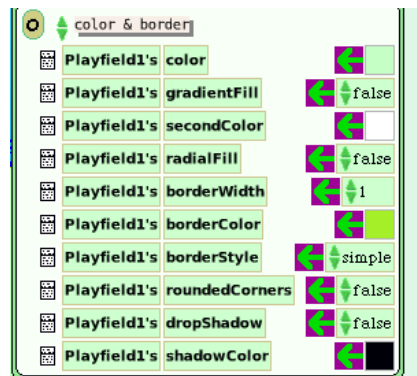 O color & border
Playfield1's color
Playfield1's gradientFill false
Playfield1's secondColor
Playfield1's radialFill false
Playfield1's borderWidth 1
Playfield1's borderColor
Playfield1's borderStyle simple
Playfield1's roundedCorners false
Playfield1's dropShadow false
Playfield1's shadowColor